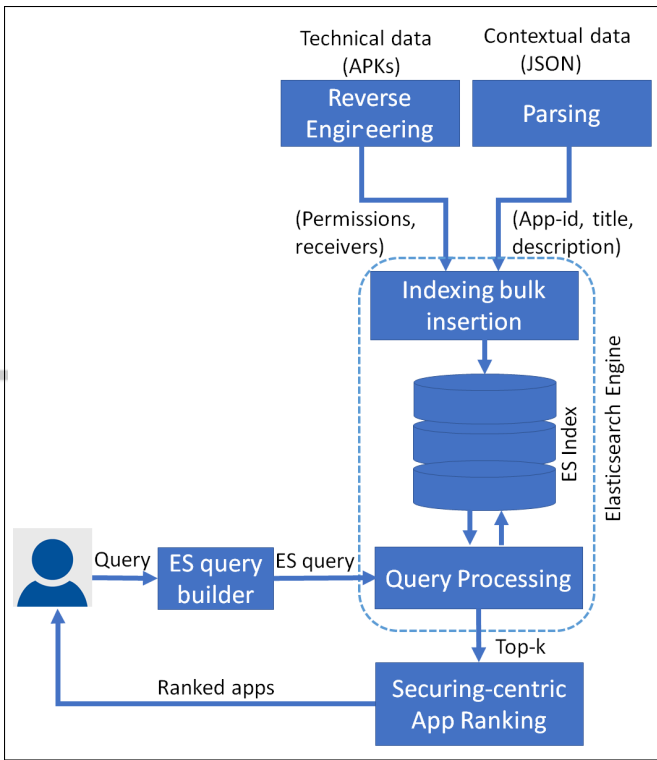 Technical data
(APKs)
Contextual data
(JSON)
Reverse
Engineering
Parsing
(Permissions,
receivers)
(App-id, title,
description)
Indexing bulk
insertion
ES Index
Elasticsearch Engine
Query
ES query
builder
ES query
Query Processing
Top-k
Ranked apps
Securing-centric
App Ranking